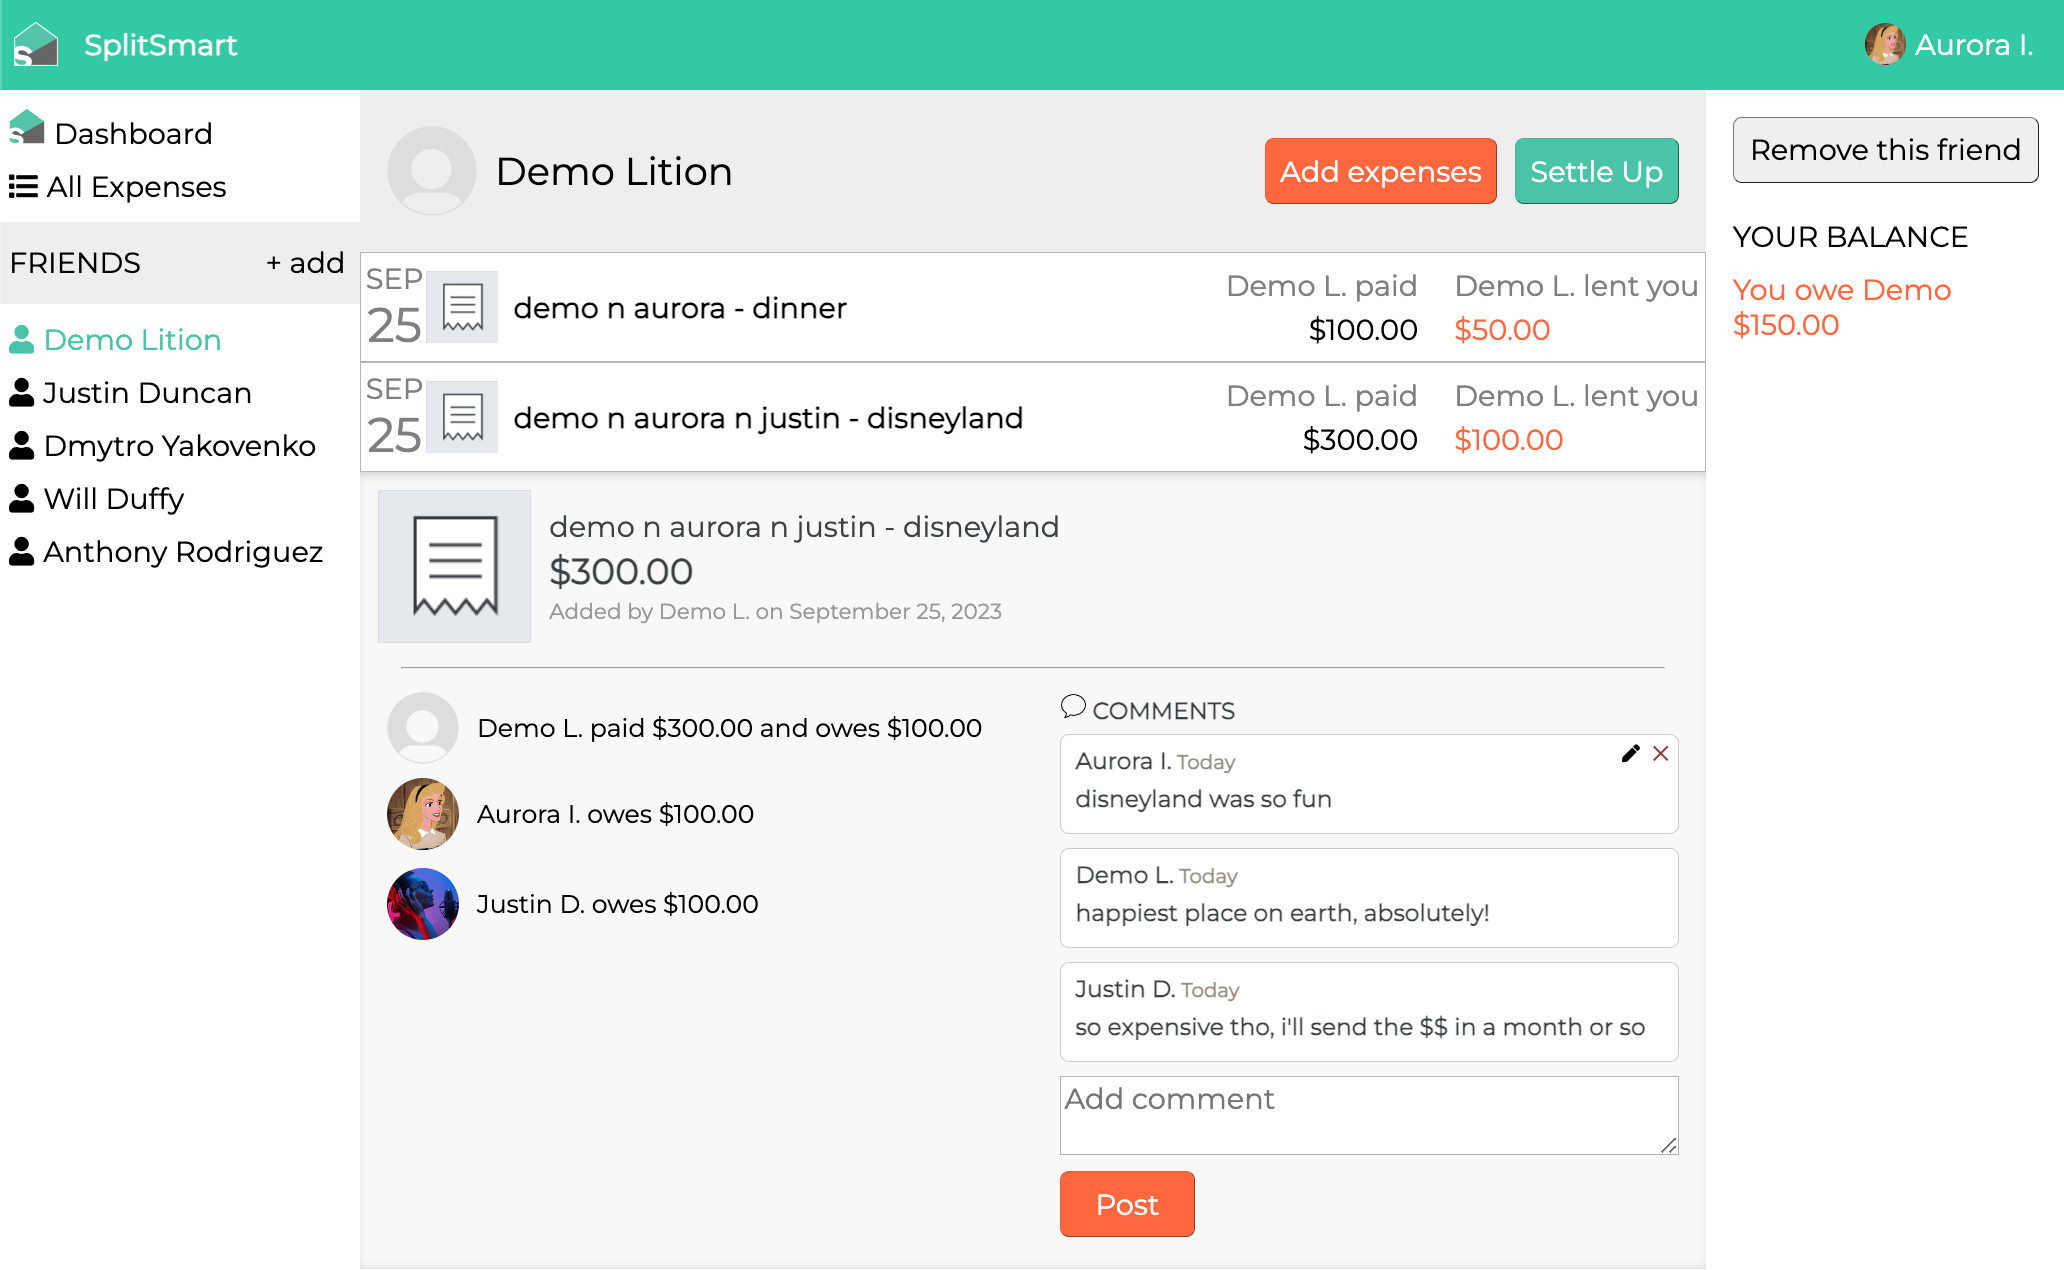 SplitSmart
Aurora I.
Dashboard
All Expenses
FRIENDS + add
Demo Lition
Justin Duncan
Dmytro Yakovenko
Will Duffy
Anthony Rodriguez
Demo Lition
Add expenses
Settle Up
SEP
25
demo n aurora - dinner
Demo L. paid
$100.00
Demo L. lent you
$50.00
SEP
25
demo n aurora n justin - disneyland
Demo L. paid
$300.00
Demo L. lent you
$100.00
demo n aurora n justin - disneyland
$300.00
Added by Demo L. on September 25, 2023
Demo L. paid $300.00 and owes $100.00
Aurora I. owes $100.00
Justin D. owes $100.00
COMMENTS
Aurora I. Today
disneyland was so fun
Demo L. Today
happiest place on earth, absolutely!
Justin D. Today
so expensive tho, i'll send the $$ in a month or so
Add comment
Post
Remove this friend
YOUR BALANCE
You owe Demo
$150.00